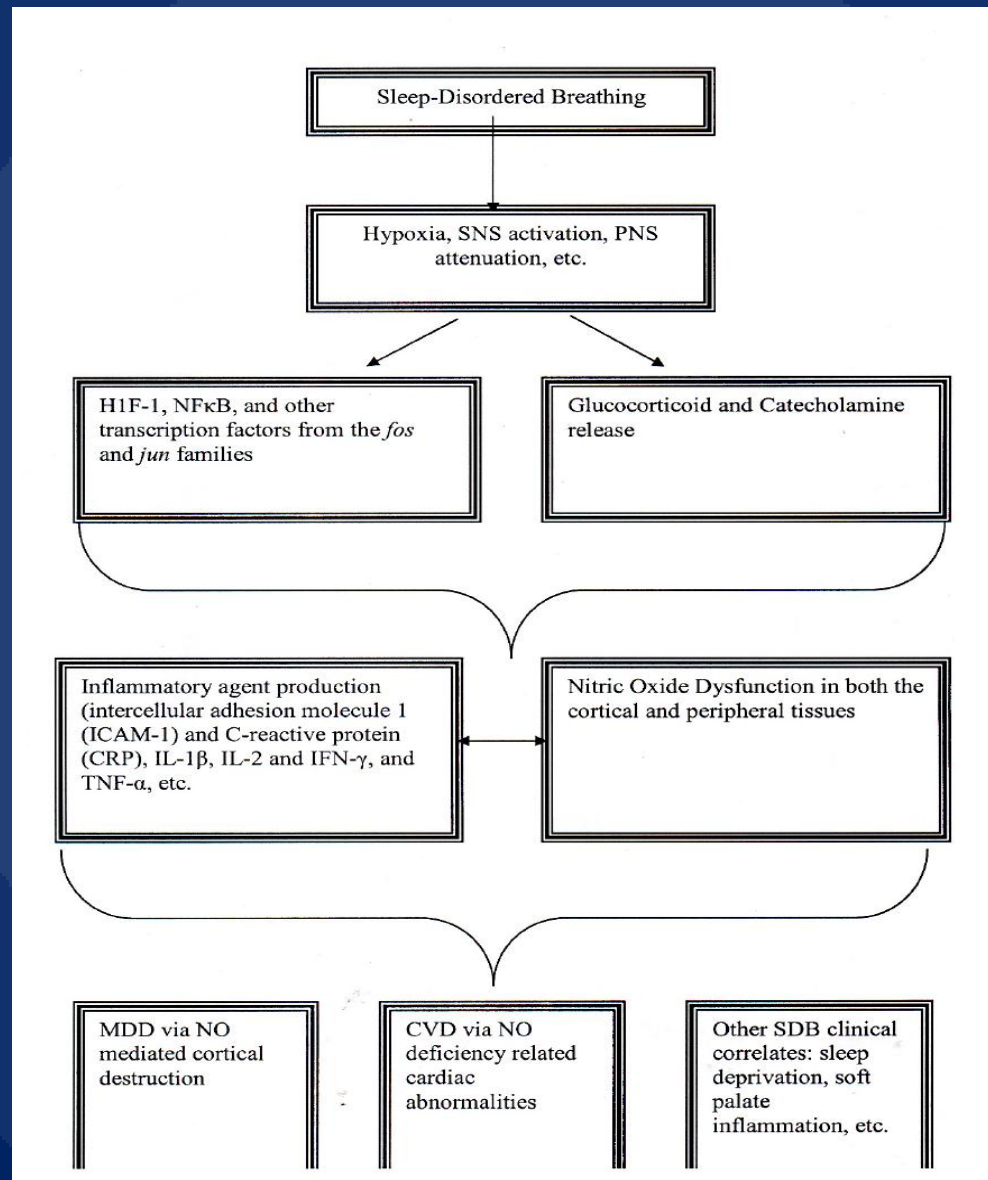 Sleep-Disordered Breathing
Hypoxia, SNS activation, PNS
attenuation, etc.
H1F-1, NFκB, and other
transcription factors from the fos
and jun families
Glucocorticoid and Catecholamine
release
Inflammatory agent production
(intercellular adhesion molecule 1
(ICAM-1) and C-reactive protein
(CRP), IL-1β, IL-2 and IFN-γ, and
TNF-α, etc.
Nitric Oxide Dysfunction in both the
cortical and peripheral tissues
MDD via NO
mediated cortical
destruction
CVD via NO
deficiency related
cardiac
abnormalities
Other SDB clinical
correlates: sleep
deprivation, soft
palate
inflammation, etc.